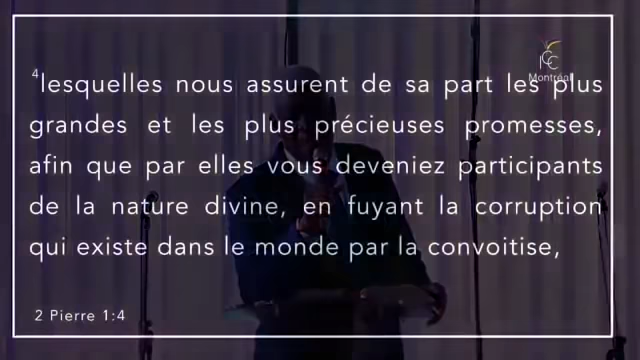 ICC
Montréal
4lesquelles nous assurent de sa part les plus
grandes et les plus précieuses promesses,
afin que par elles vous deveniez participants
de la nature divine, en fuyant la corruption
qui existe dans le monde par la convoitise,
2 Pierre 1:4